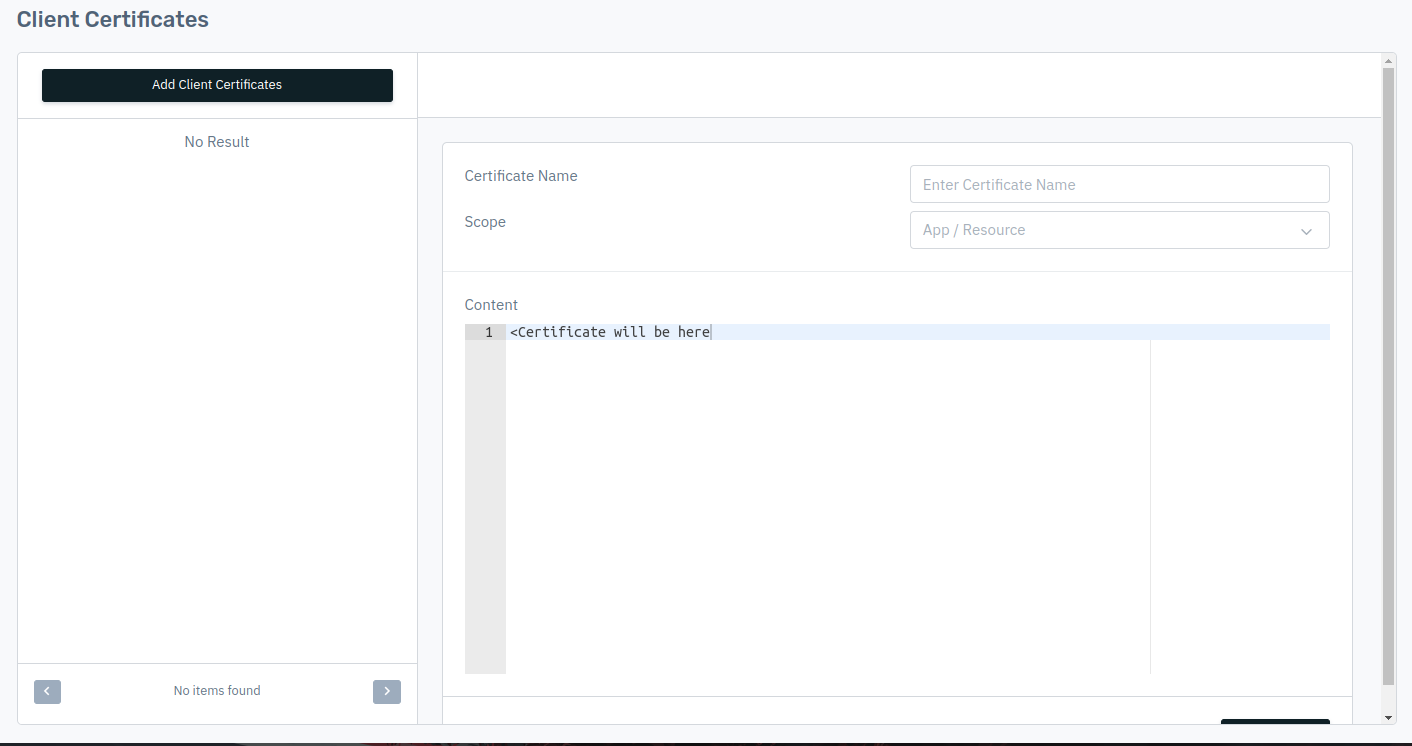 Client Certificates
Add Client Certificates
No Result
No items found
Certificate Name
Enter Certificate Name
Scope
App / Resource
Content
1 <Certificate will be here